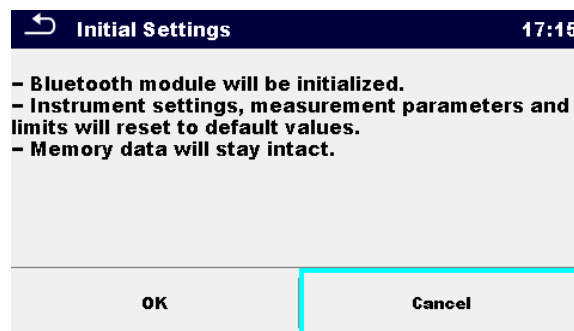 Initial Settings 17:15
– Bluetooth module will be initialized.
– Instrument settings, measurement parameters and
limits will reset to default values.
– Memory data will stay intact.
OK Cancel